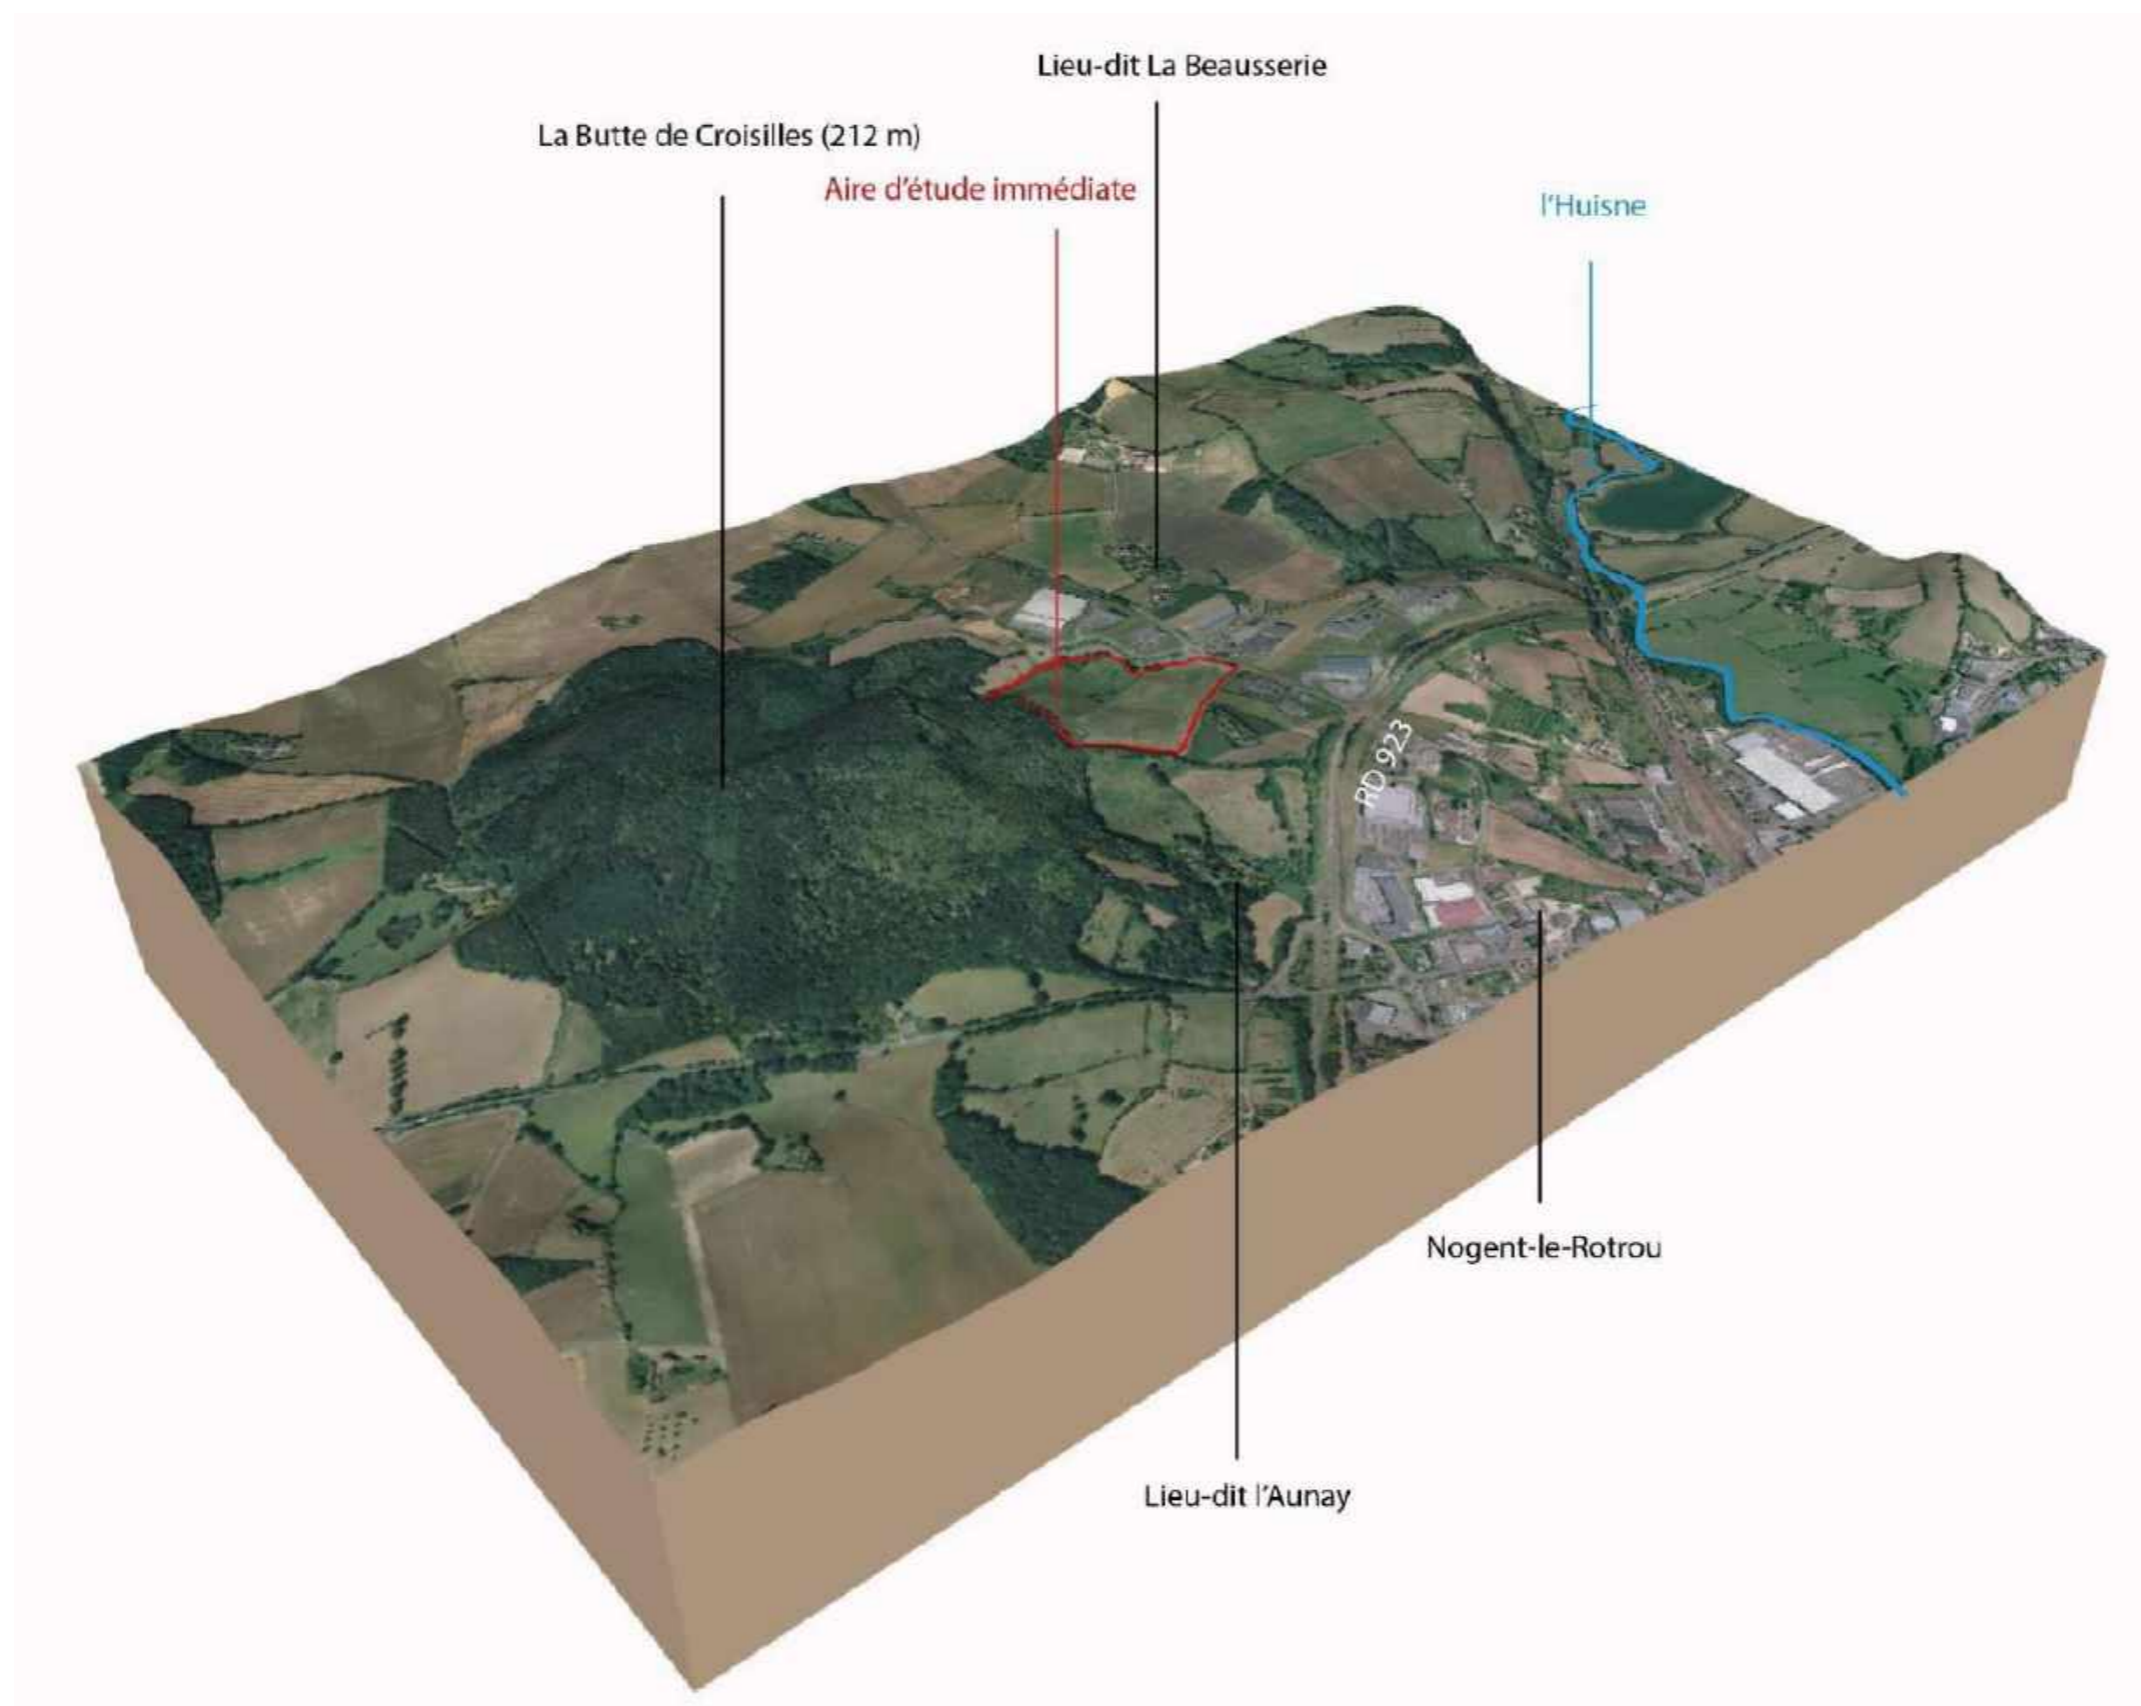 Lieu-dit La Beausserie
La Butte de Croisilles (212 m)
Aire d'étude immédiate
l'Huisne
RD 923
Nogent-le-Rotrou
Lieu-dit l'Aunay